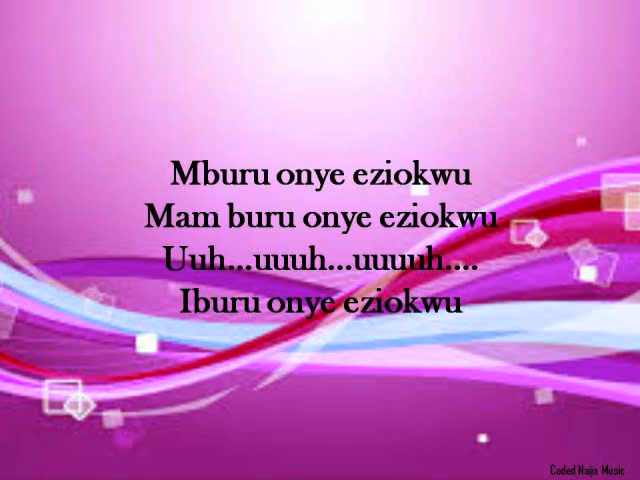 Mburu onye eziokwu
Mam buru onye eziokwu
Uuh...uuuh...uuuuh....
Iburu onye eziokwu
Coded Naija Music